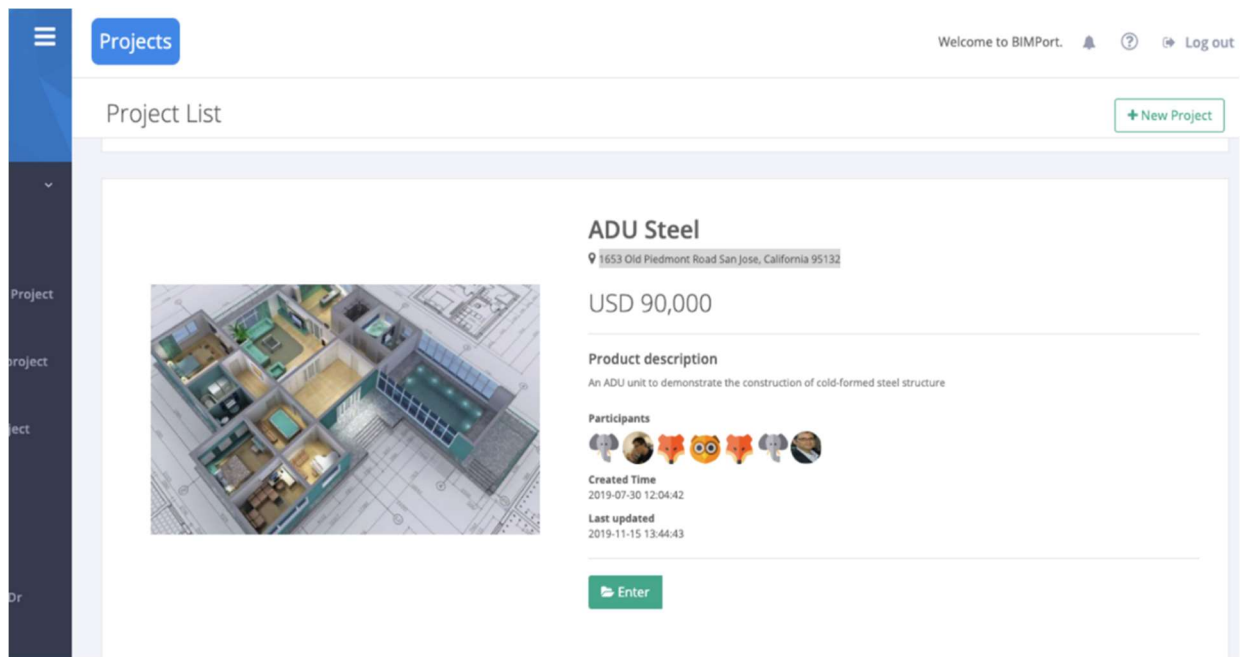 Projects
Welcome to BIMPort.
Log out
Project List
+ New Project
ADU Steel
1653 Old Piedmont Road San Jose, California 95132
USD 90,000
Product description
An ADU unit to demonstrate the construction of cold-formed steel structure
Participants
Created Time
2019-07-30 12:04:42
Last updated
2019-11-15 13:44:43
Enter
Project
project
ject
Or